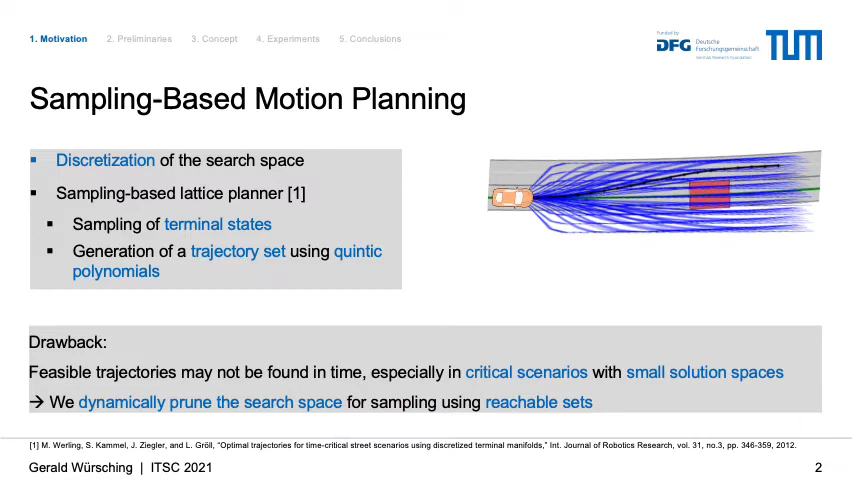 1. Motivation 2. Preliminaries 3. Concept 4. Experiments 5. Conclusions
Funded by
DFG Deutsche
Forschungsgemeinschaft
German Research Foundation
TUM
Sampling-Based Motion Planning
▪ Discretization of the search space
▪ Sampling-based lattice planner [1]
▪ Sampling of terminal states
▪ Generation of a trajectory set using quintic
polynomials
Drawback:
Feasible trajectories may not be found in time, especially in critical scenarios with small solution spaces
→ We dynamically prune the search space for sampling using reachable sets
[1] M. Werling, S. Kammel, J. Ziegler, and L. Gröll, “Optimal trajectories for time-critical street scenarios using discretized terminal manifolds,” Int. Journal of Robotics Research, vol. 31, no.3, pp. 346-359, 2012.
Gerald Würsching | ITSC 2021 2